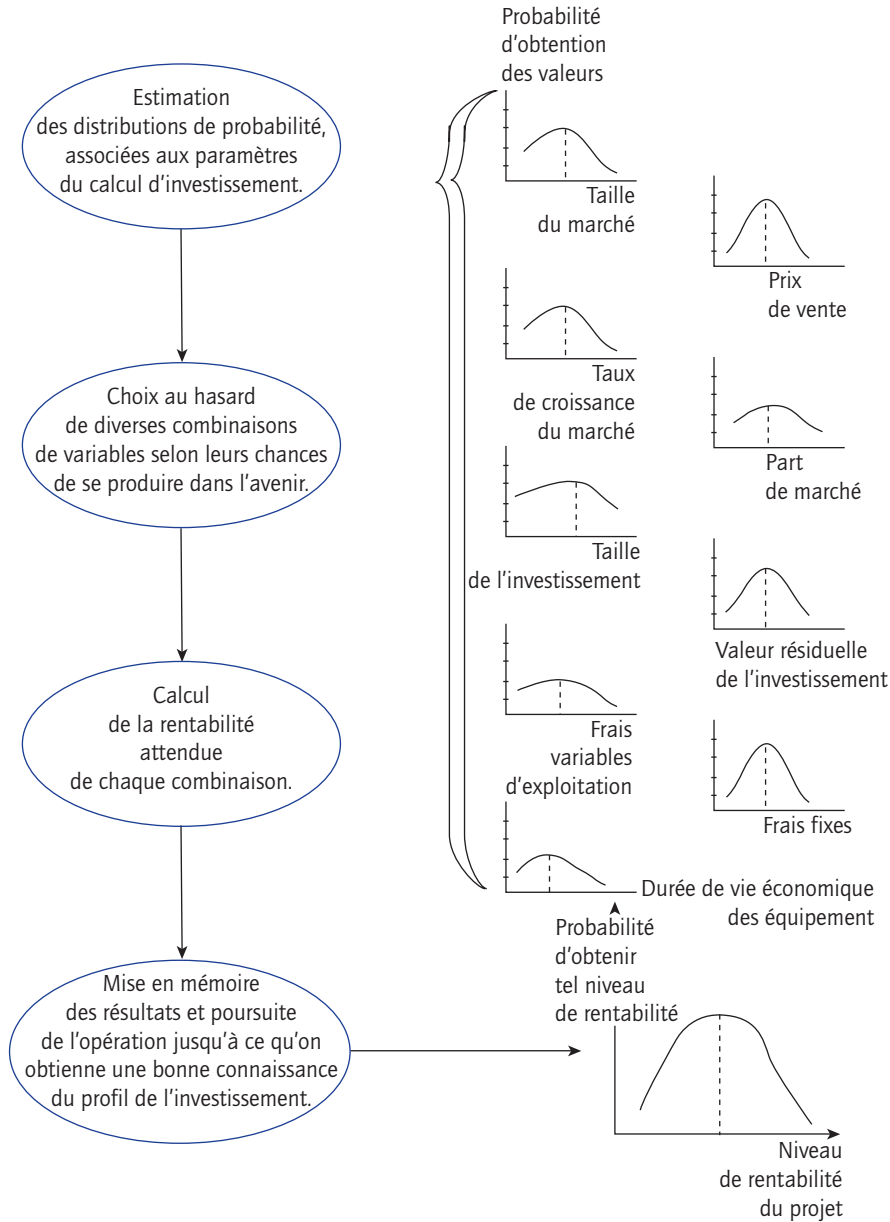 Estimation
des distributions de probabilité,
associées aux paramètres
du calcul d'investissement.
Choix au hasard
de diverses combinaisons
de variables selon leurs chances
de se produire dans l'avenir.
Calcul
de la rentabilité
attendue
de chaque combinaison.
Mise en mémoire
des résultats et poursuite
de l'opération jusqu'à ce qu'on
obtienne une bonne connaissance
du profil de l'investissement.
Probabilité
d'obtention
des valeurs
Taille
du marché
Prix
de vente
Taux
de croissance
du marché
Part
de marché
Taille
de l'investissement
Valeur résiduelle
de l'investissement
Frais
variables
d'exploitation
Frais fixes
Durée de vie économique
des équipement
Probabilité
d'obtenir
tel niveau
de rentabilité
Niveau
de rentabilité
du projet